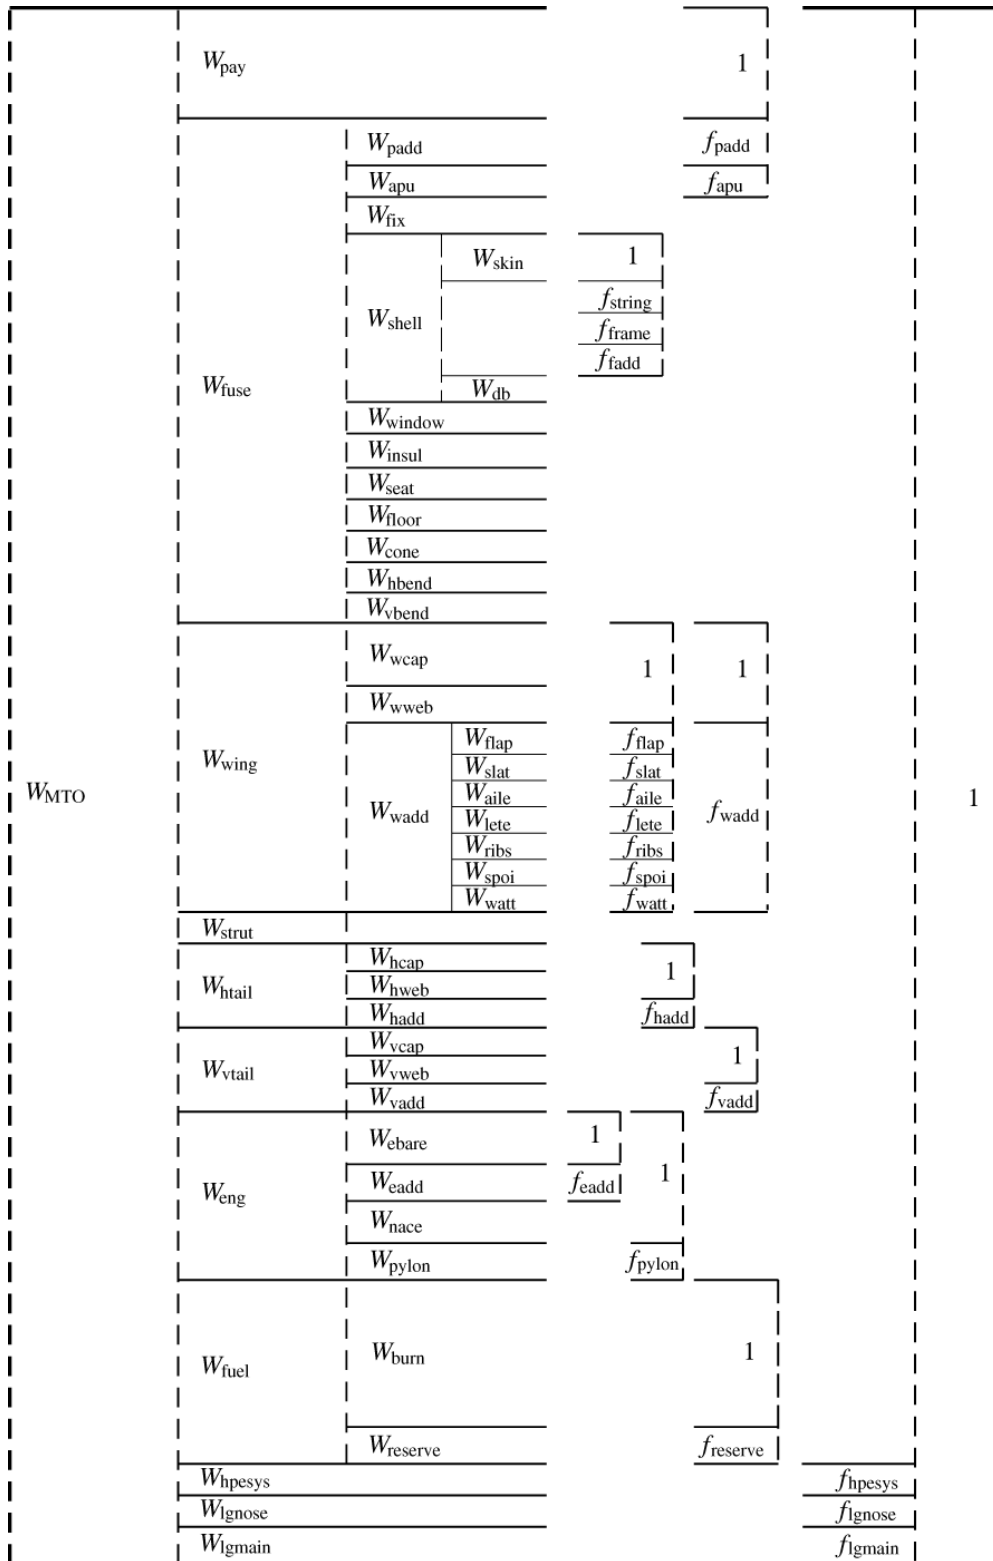 W_pay 1
W_padd f_padd
W_apu f_apu
W_fix
W_skin 1
f_string
W_shell f_frame
f_fadd
W_fuse W_db
W_window
W_insul
W_seat
W_floor
W_cone
W_hbend
W_vbend
W_wcap 1 1
W_wweb
W_flap f_flap
W_wing W_slat f_slat
W_MTO W_aile f_aile 1
W_wadd W_lete f_lete f_wadd
W_ribs f_ribs
W_spoi f_spoi
W_watt f_watt
W_strut
W_hcap 1
W_htail W_hweb
W_hadd f_hadd
W_vcap 1
W_vtail W_vweb
W_vadd f_vadd
W_ebare 1
W_eng W_eadd f_eadd 1
W_nace
W_pylon f_pylon
W_fuel W_burn 1
W_reserve f_reserve
W_hpesys f_hpesys
W_lgnose f_lgnose
W_lgmain f_lgmain